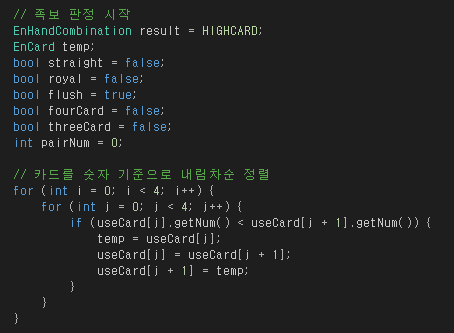 // 족보 판정 시작
EnHandCombination result = HIGHCARD;
EnCard temp;
bool straight = false;
bool royal = false;
bool flush = true;
bool fourCard = false;
bool threeCard = false;
int pairNum = 0;

// 카드를 숫자 기준으로 내림차순 정렬
for (int i = 0; i < 4; i++) {
    for (int j = 0; j < 4; j++) {
        if (useCard[j].getNum() < useCard[j + 1].getNum()) {
            temp = useCard[j];
            useCard[j] = useCard[j + 1];
            useCard[j + 1] = temp;
        }
    }
}